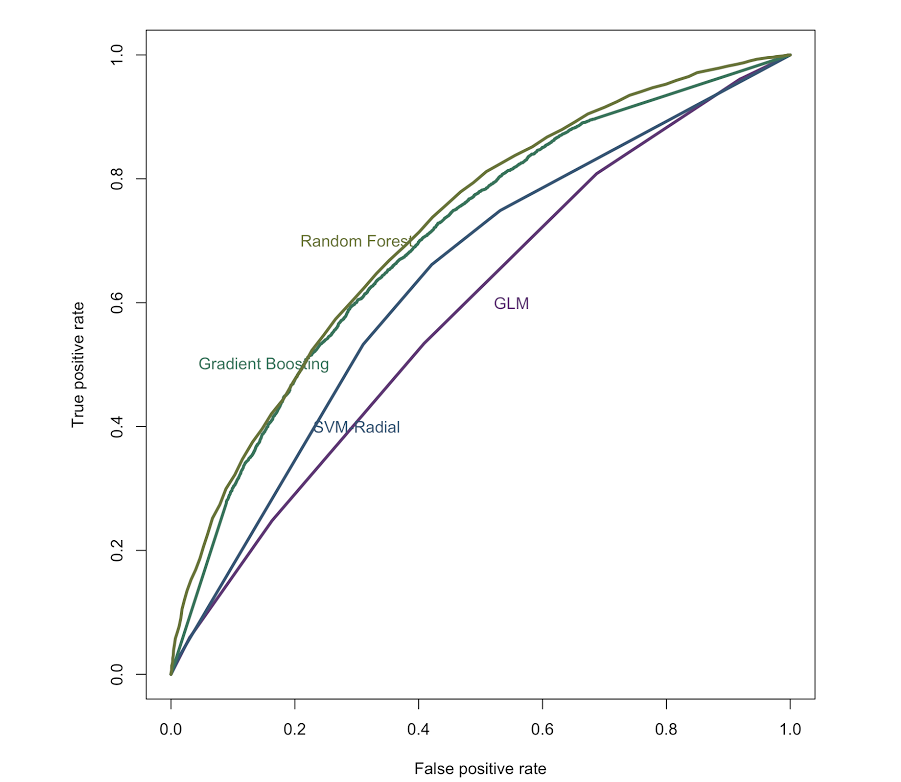 1.0
0.8
0.6
0.4
0.2
0.0
True positive rate
Random Forest
GLM
Gradient Boosting
SVM-Radial
0.0 0.2 0.4 0.6 0.8 1.0
False positive rate